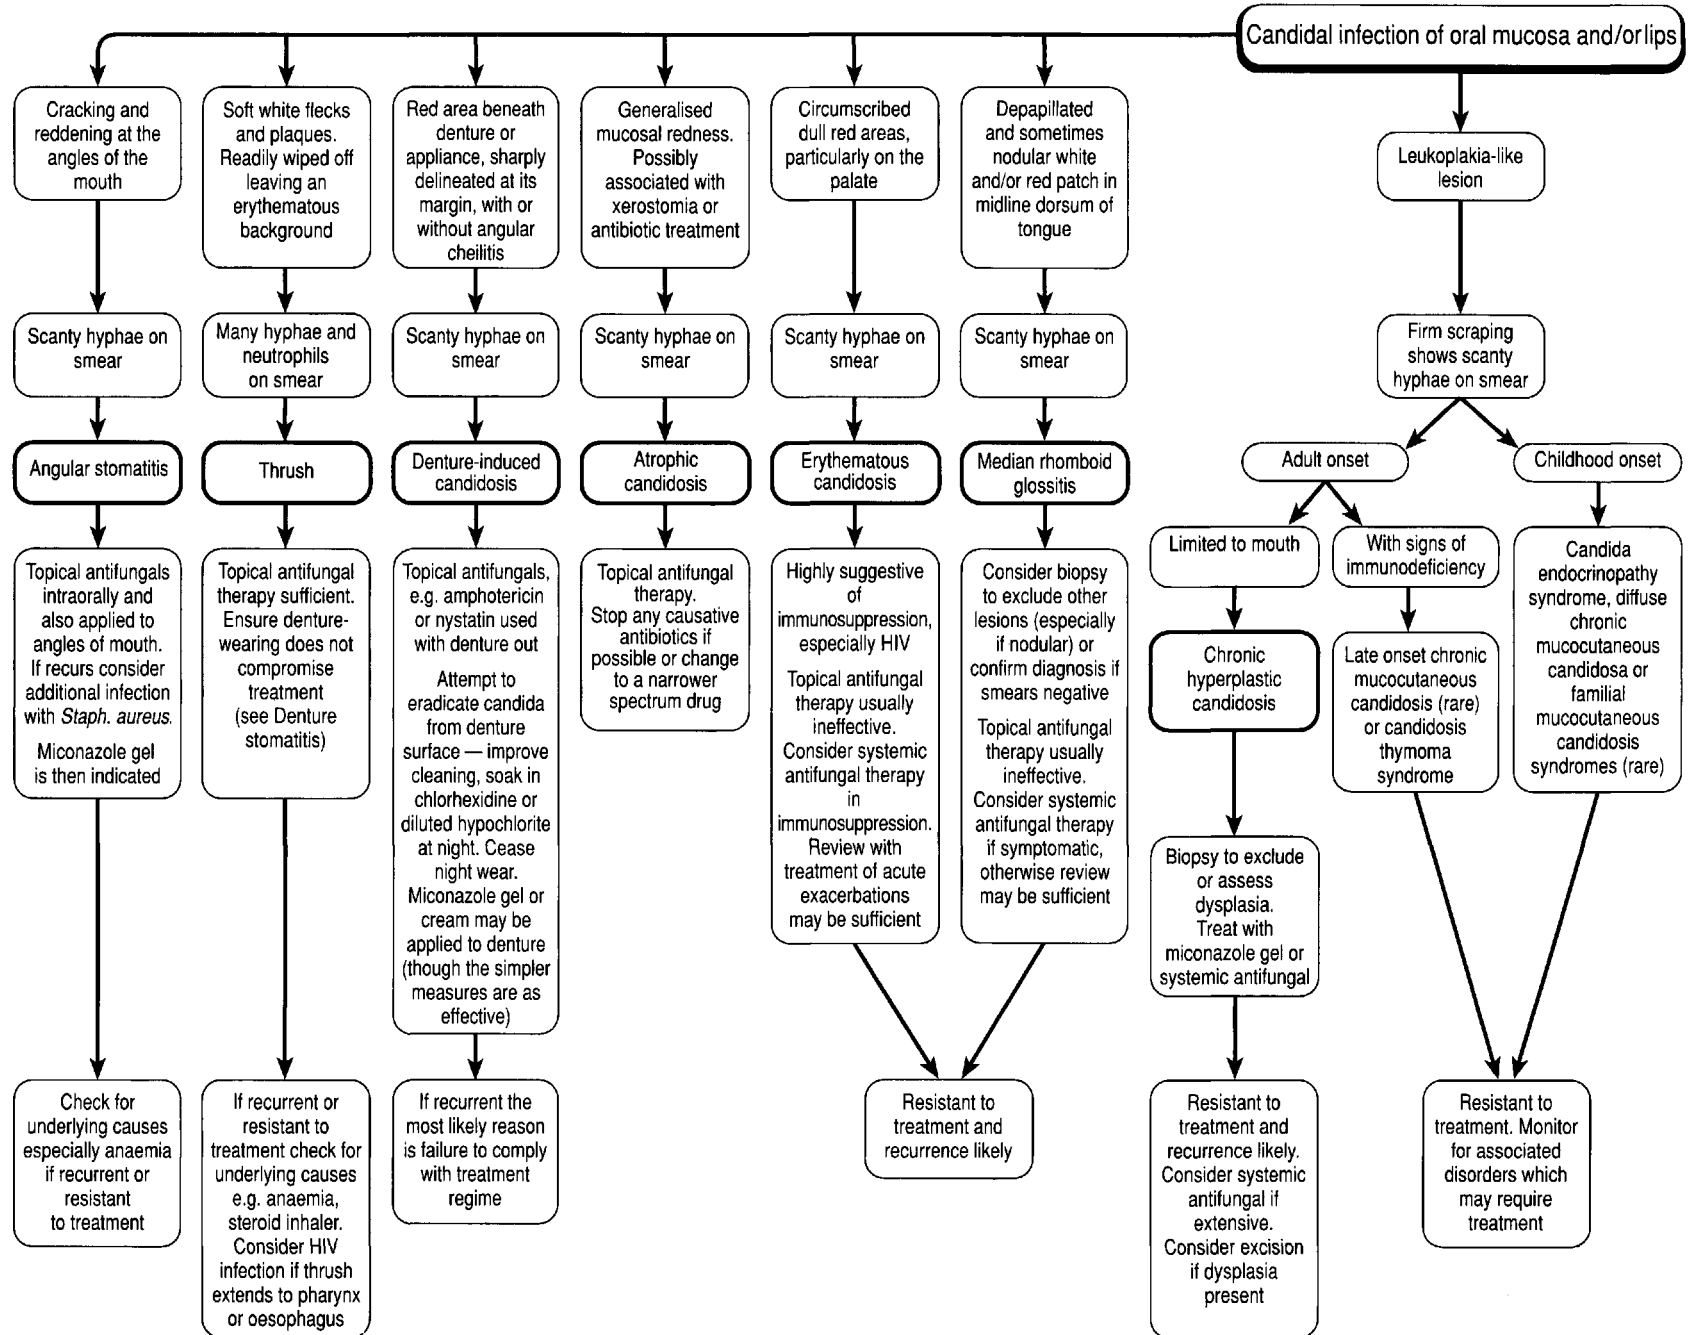 Candidal infection of oral mucosa and/or lips
Cracking and
reddening at the
angles of the
mouth
Scanty hyphae on
smear
Angular stomatitis
Topical antifungals
intraorally and
also applied to
angles of mouth.
If recurs consider
additional infection
with Staph. aureus.
Miconazole gel
is then indicated
Check for
underlying causes
especially anaemia
if recurrent or
resistant
to treatment
Soft white flecks
and plaques.
Readily wiped off
leaving an
erythematous
background
Many hyphae and
neutrophils
on smear
Thrush
Topical antifungal
therapy sufficient.
Ensure denture-
wearing does not
compromise
treatment
(see Denture
stomatitis)
If recurrent or
resistant to
treatment check for
underlying causes
e.g. anaemia,
steroid inhaler.
Consider HIV
infection if thrush
extends to pharynx
or oesophagus
Red area beneath
denture or
appliance, sharply
delineated at its
margin, with or
without angular
cheilitis
Scanty hyphae on
smear
Denture-induced
candidosis
Topical antifungals,
e.g. amphotericin
or nystatin used
with denture out
Attempt to
eradicate candida
from denture
surface — improve
cleaning, soak in
chlorhexidine or
diluted hypochlorite
at night. Cease
night wear.
Miconazole gel or
cream may be
applied to denture
(though the simpler
measures are as
effective)
If recurrent the
most likely reason
is failure to comply
with treatment
regime
Generalised
mucosal redness.
Possibly
associated with
xerostomia or
antibiotic treatment
Scanty hyphae on
smear
Atrophic
candidosis
Topical antifungal
therapy.
Stop any causative
antibiotics if
possible or change
to a narrower
spectrum drug
Circumscribed
dull red areas,
particularly on the
palate
Scanty hyphae on
smear
Erythematous
candidosis
Highly suggestive
of
immunosuppression,
especially HIV
Topical antifungal
therapy usually
ineffective.
Consider systemic
antifungal therapy
in
immunosuppression.
Review with
treatment of acute
exacerbations
may be sufficient
Depapillated
and sometimes
nodular white
and/or red patch in
midline dorsum of
tongue
Scanty hyphae on
smear
Median rhomboid
glossitis
Consider biopsy
to exclude other
lesions (especially
if nodular) or
confirm diagnosis if
smears negative
Topical antifungal
therapy usually
ineffective.
Consider systemic
antifungal therapy
if symptomatic,
otherwise review
may be sufficient
Resistant to
treatment and
recurrence likely
Leukoplakia-like
lesion
Firm scraping
shows scanty
hyphae on smear
Adult onset
Limited to mouth
Chronic
hyperplastic
candidosis
Biopsy to exclude
or assess
dysplasia.
Treat with
miconazole gel or
systemic antifungal
Resistant to
treatment and
recurrence likely.
Consider systemic
antifungal if
extensive.
Consider excision
if dysplasia
present
With signs of
immunodeficiency
Late onset chronic
mucocutaneous
candidosis (rare)
or candidosis
thymoma
syndrome
Childhood onset
Candida
endocrinopathy
syndrome, diffuse
chronic
mucocutaneous
candidosa or
familial
mucocutaneous
candidosis
syndromes (rare)
Resistant to
treatment. Monitor
for associated
disorders which
may require
treatment